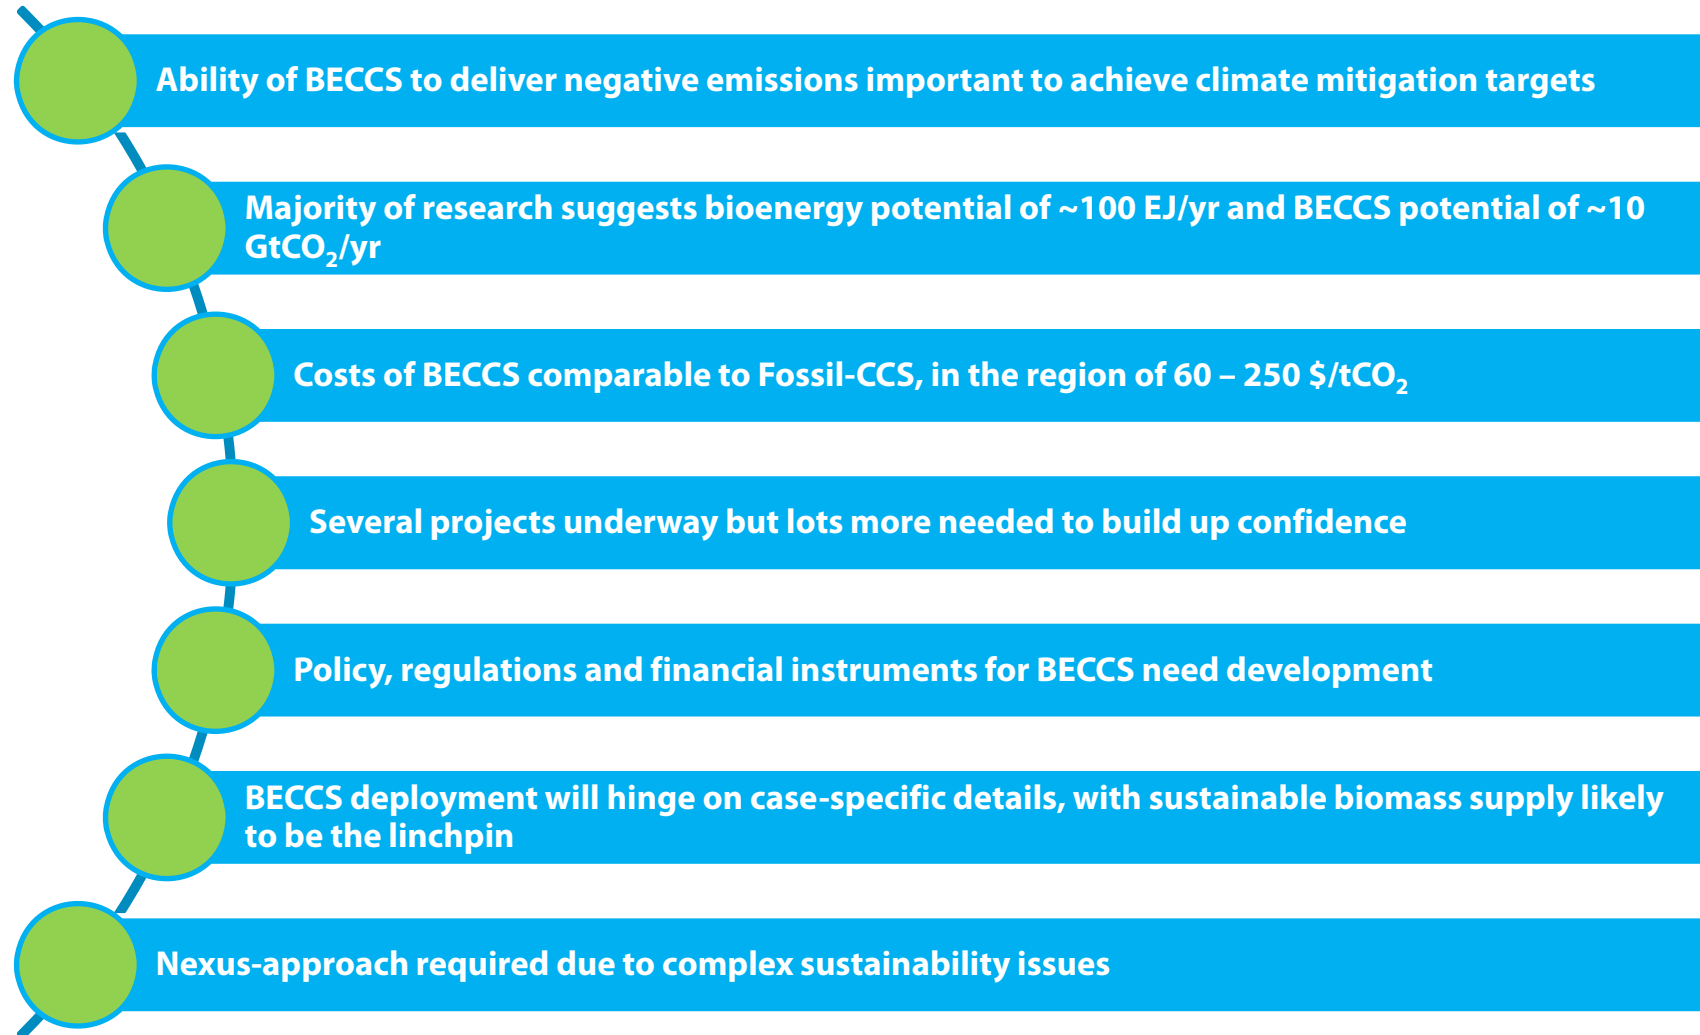 Ability of BECCS to deliver negative emissions important to achieve climate mitigation targets
Majority of research suggests bioenergy potential of ~100 EJ/yr and BECCS potential of ~10
GtCO₂/yr
Costs of BECCS comparable to Fossil-CCS, in the region of 60 – 250 $/tCO₂
Several projects underway but lots more needed to build up confidence
Policy, regulations and financial instruments for BECCS need development
BECCS deployment will hinge on case-specific details, with sustainable biomass supply likely
to be the linchpin
Nexus-approach required due to complex sustainability issues